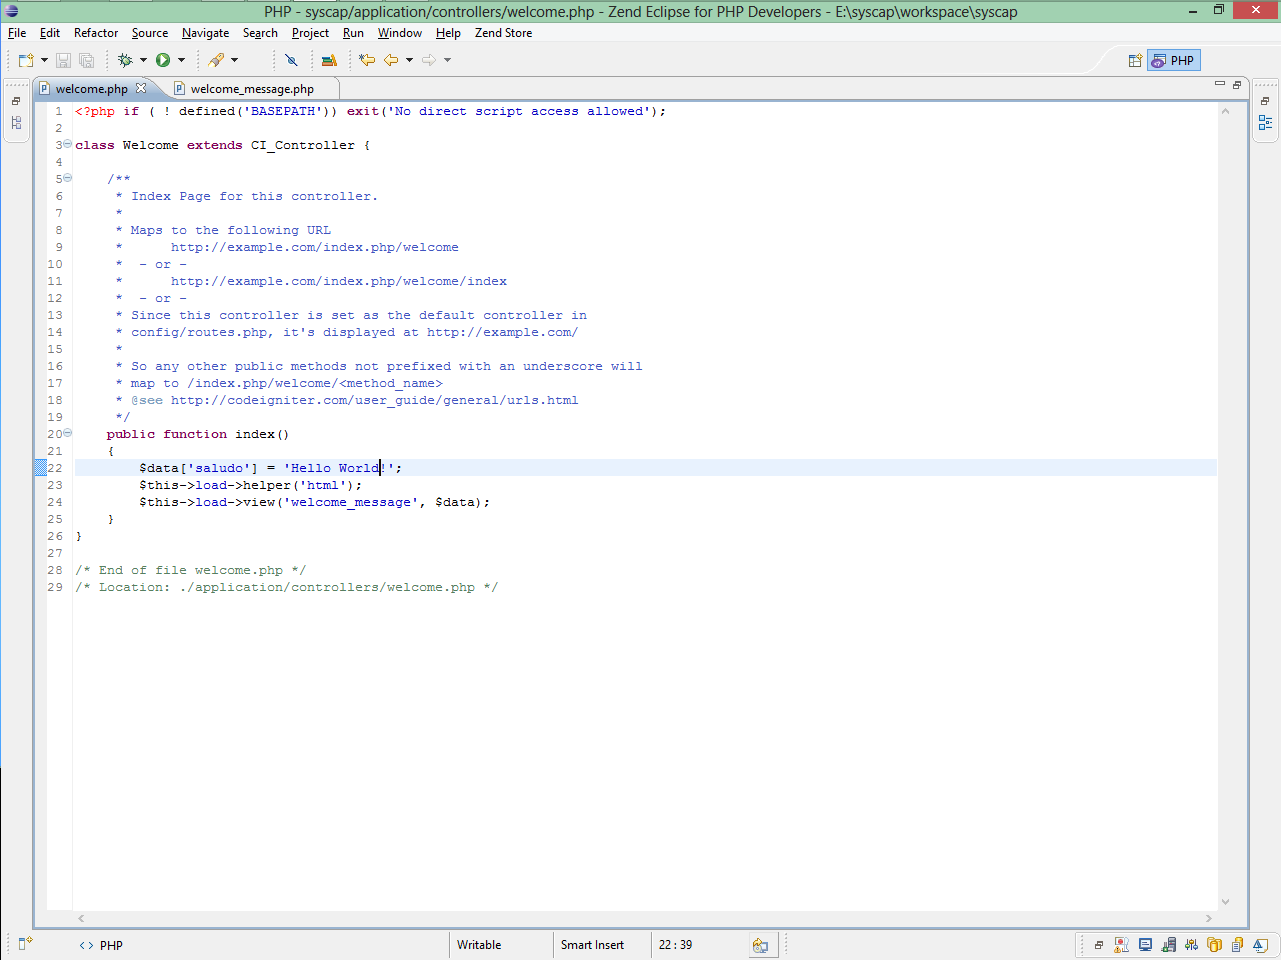 PHP - syscap/application/controllers/welcome.php - Zend Eclipse for PHP Developers - E:\syscap\workspace\syscap
File Edit Refactor Source Navigate Search Project Run Window Help Zend Store
PHP
welcome.php welcome_message.php
1 <?php if ( ! defined('BASEPATH')) exit('No direct script access allowed');
2
3 class Welcome extends CI_Controller {
4
5 /**
6 * Index Page for this controller.
7 *
8 * Maps to the following URL
9 * http://example.com/index.php/welcome
10 * - or -
11 * http://example.com/index.php/welcome/index
12 * - or -
13 * Since this controller is set as the default controller in
14 * config/routes.php, it's displayed at http://example.com/
15 *
16 * So any other public methods not prefixed with an underscore will
17 * map to /index.php/welcome/<method_name>
18 * @see http://codeigniter.com/user_guide/general/urls.html
19 */
20 public function index()
21 {
22 $data['saludo'] = 'Hello World!';
23 $this->load->helper('html');
24 $this->load->view('welcome_message', $data);
25 }
26 }
27
28 /* End of file welcome.php */
29 /* Location: ./application/controllers/welcome.php */
<> PHP Writable Smart Insert 22 : 39